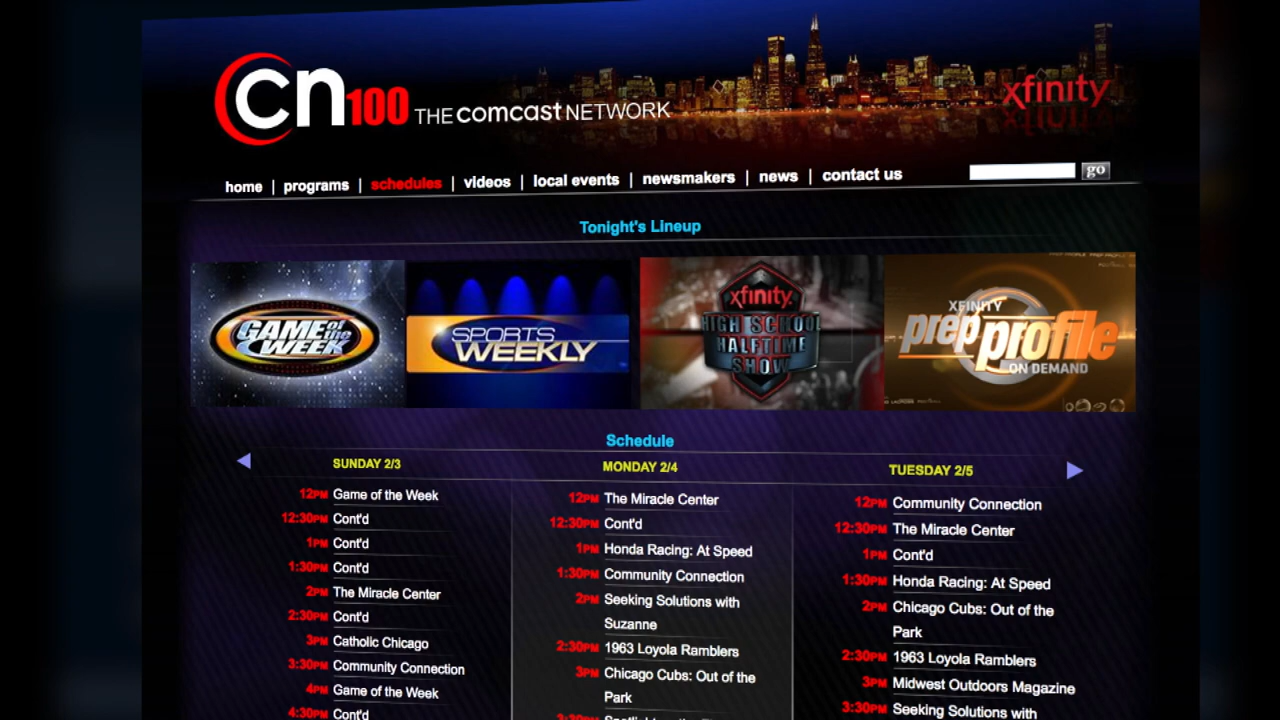 cn100 THE comcast NETWORK
xfinity
home | programs | schedules | videos | local events | newsmakers | news | contact us
go
Tonight's Lineup
GAME of the WEEK
SPORTS WEEKLY
xfinity
HIGH SCHOOL
HALFTIME
SHOW
XFINITY
prep profile
ON DEMAND
Schedule
SUNDAY 2/3
12PM Game of the Week
12:30PM Cont'd
1PM Cont'd
1:30PM Cont'd
2PM The Miracle Center
2:30PM Cont'd
3PM Catholic Chicago
3:30PM Community Connection
4PM Game of the Week
4:30PM Cont'd
MONDAY 2/4
12PM The Miracle Center
12:30PM Cont'd
1PM Honda Racing: At Speed
1:30PM Community Connection
2PM Seeking Solutions with
Suzanne
2:30PM 1963 Loyola Ramblers
3PM Chicago Cubs: Out of the
Park
TUESDAY 2/5
12PM Community Connection
12:30PM The Miracle Center
1PM Cont'd
1:30PM Honda Racing: At Speed
2PM Chicago Cubs: Out of the
Park
2:30PM 1963 Loyola Ramblers
3PM Midwest Outdoors Magazine
3:30PM Seeking Solutions with